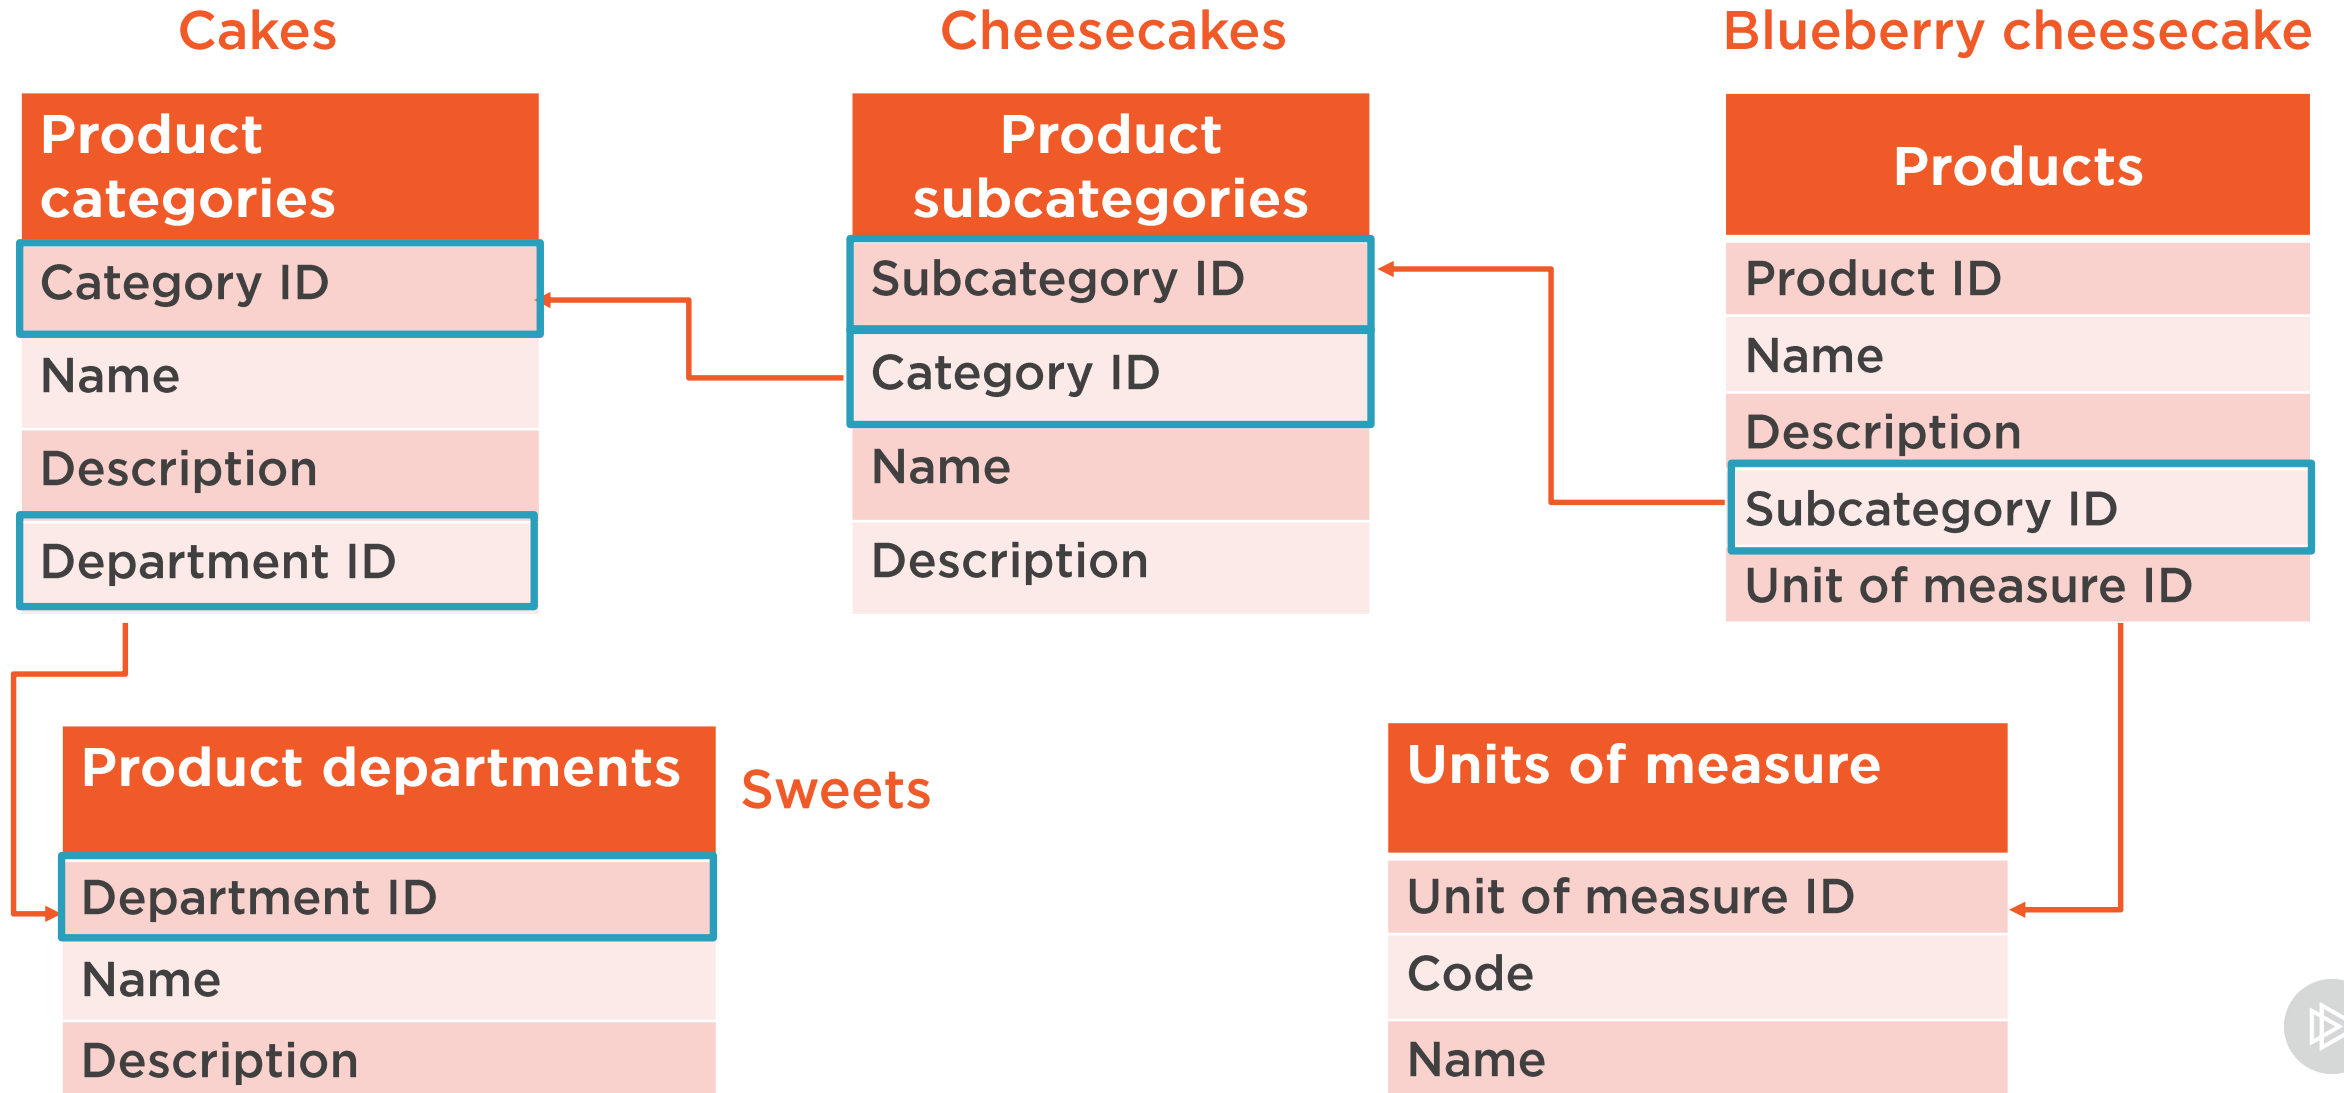 Cakes
Product
categories
Category ID
Name
Description
Department ID
Cheesecakes
Product
subcategories
Subcategory ID
Category ID
Name
Description
Blueberry cheesecake
Products
Product ID
Name
Description
Subcategory ID
Unit of measure ID
Product departments
Department ID
Name
Description
Sweets
Units of measure
Unit of measure ID
Code
Name